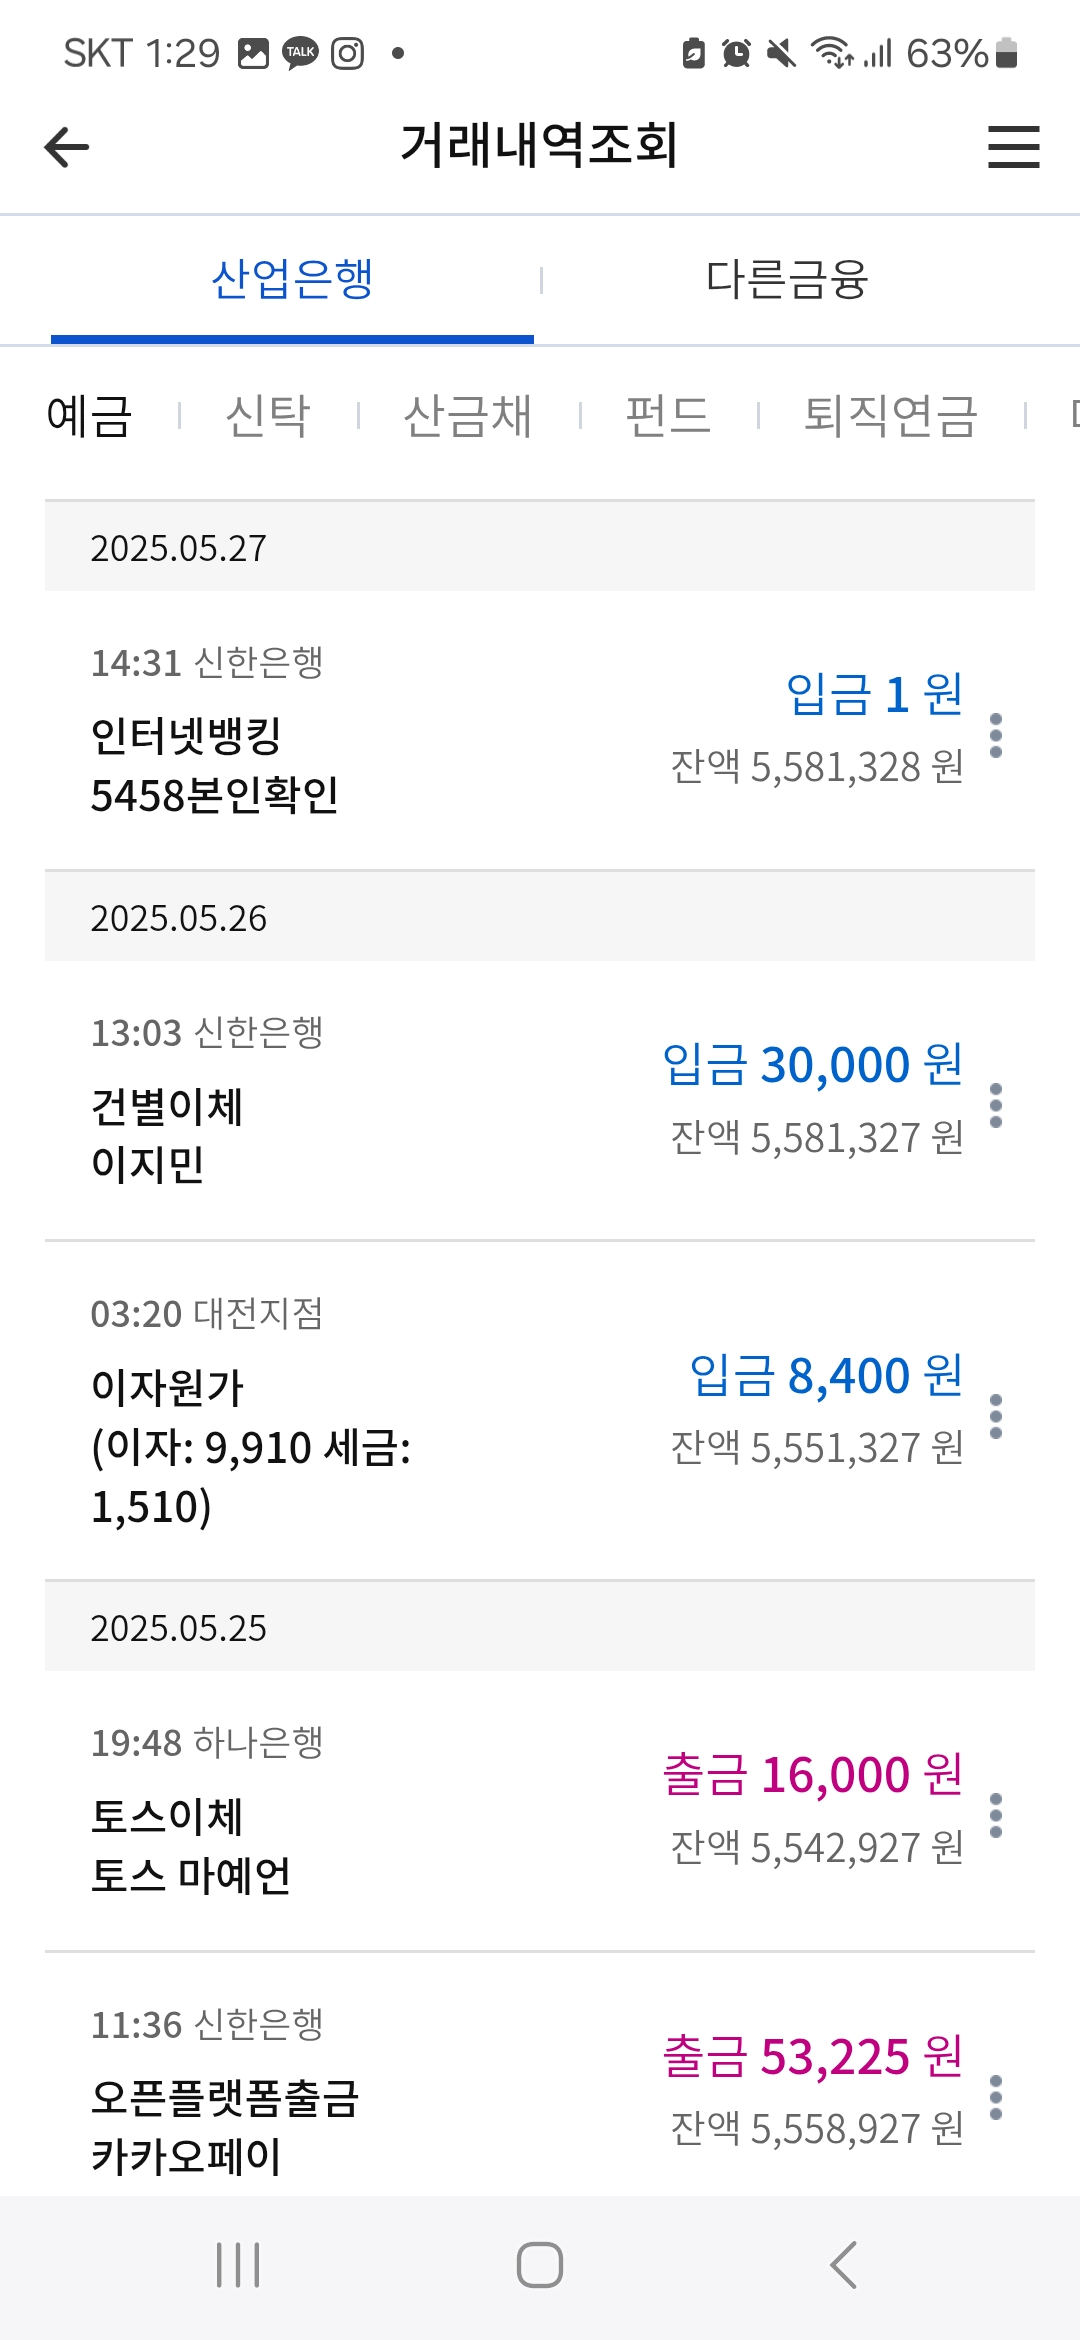 SKT 1:29 TALK 63%
거래내역조회
산업은행 다른금융
예금 신탁 산금채 펀드 퇴직연금
2025.05.27
14:31 신한은행
입금 1 원
인터넷뱅킹
잔액 5,581,328 원
5458본인확인
2025.05.26
13:03 신한은행
입금 30,000 원
건별이체
잔액 5,581,327 원
이지민
03:20 대전지점
입금 8,400 원
이자원가
잔액 5,551,327 원
(이자: 9,910 세금:
1,510)
2025.05.25
19:48 하나은행
출금 16,000 원
토스이체
잔액 5,542,927 원
토스 마예언
11:36 신한은행
출금 53,225 원
오픈플랫폼출금
잔액 5,558,927 원
카카오페이